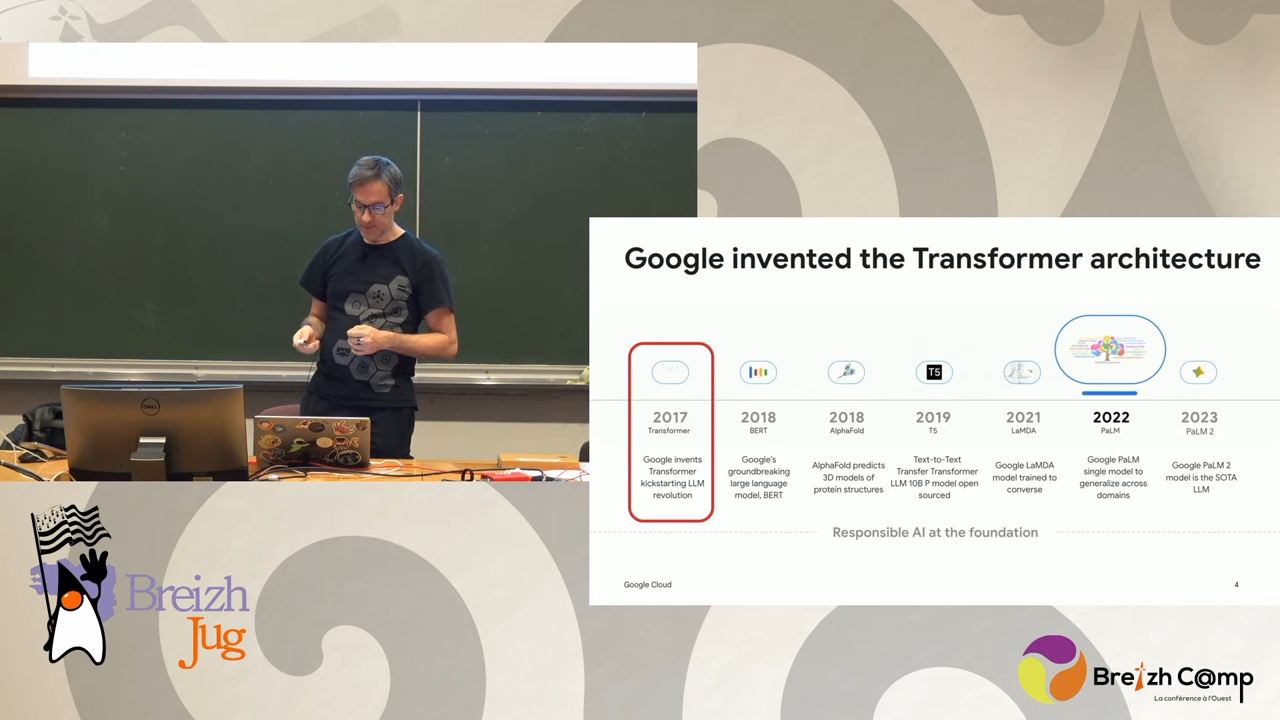 Google invented the Transformer architecture
T5
2017
Transformer
Google invents
Transformer
kickstarting LLM
revolution
2018
BERT
Google's
groundbreaking
large language
model, BERT
2018
AlphaFold
AlphaFold predicts
3D models of
protein structures
2019
T5
Text-to-Text
Transfer Transformer
LLM 10B P model open
sourced
2021
LaMDA
Google LaMDA
model trained to
converse
2022
PaLM
Google PaLM
single model to
generalize across
domains
2023
PaLM 2
Google PaLM 2
model is the SOTA
LLM
Responsible AI at the foundation
Google Cloud
4
DELL
Breizh
Jug
Breizh C@mp
La conférence à l'Ouest